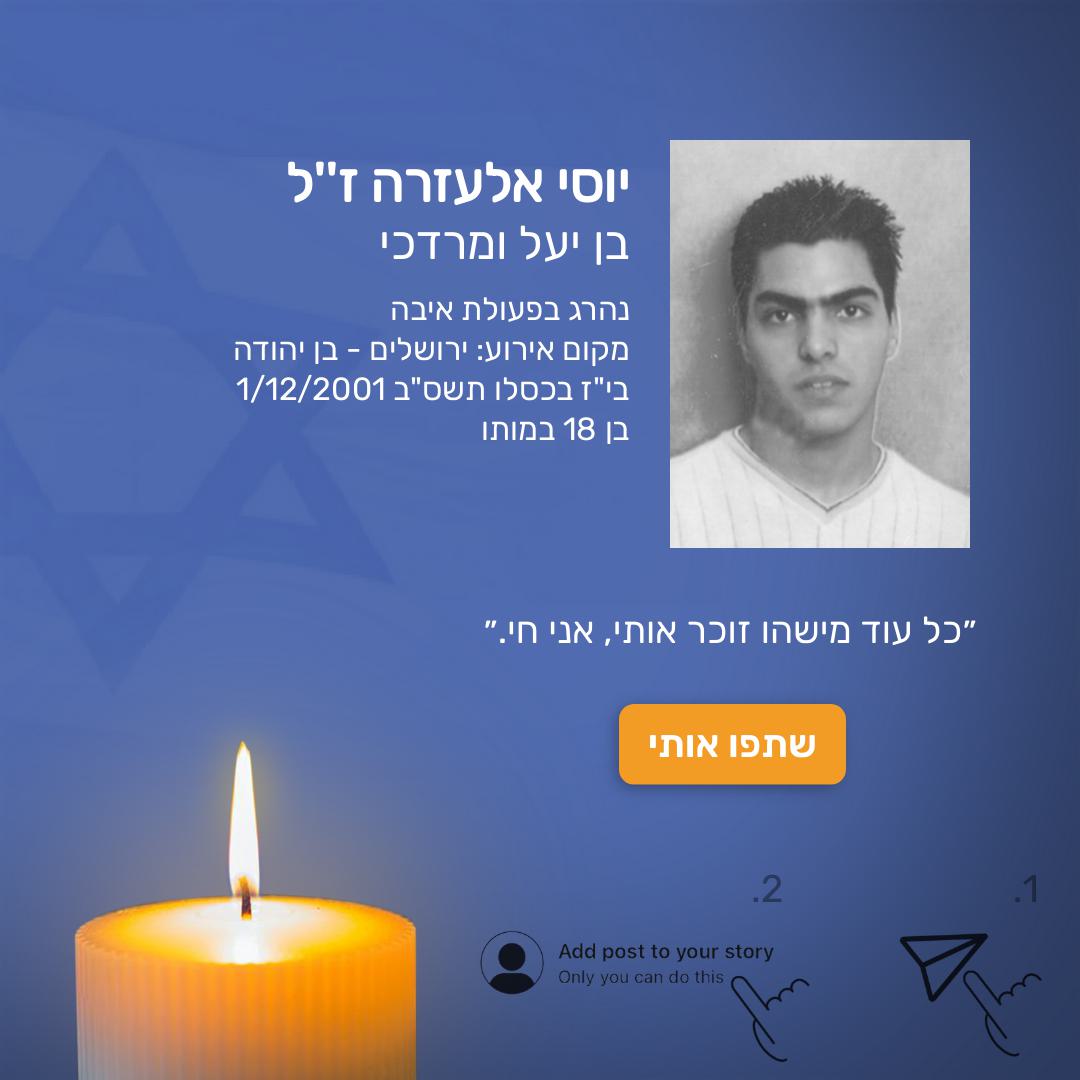 יוסי אלעזרה ז''ל
בן יעל ומרדכי
נהרג בפעולת איבה
מקום אירוע: ירושלים - בן יהודה
בי"ז בכסלו תשס"ב 1/12/2001
בן 18 במותו
״כל עוד מישהו זוכר אותי, אני חי.״
שתפו אותי
1.
2.
Add post to your story
Only you can do this